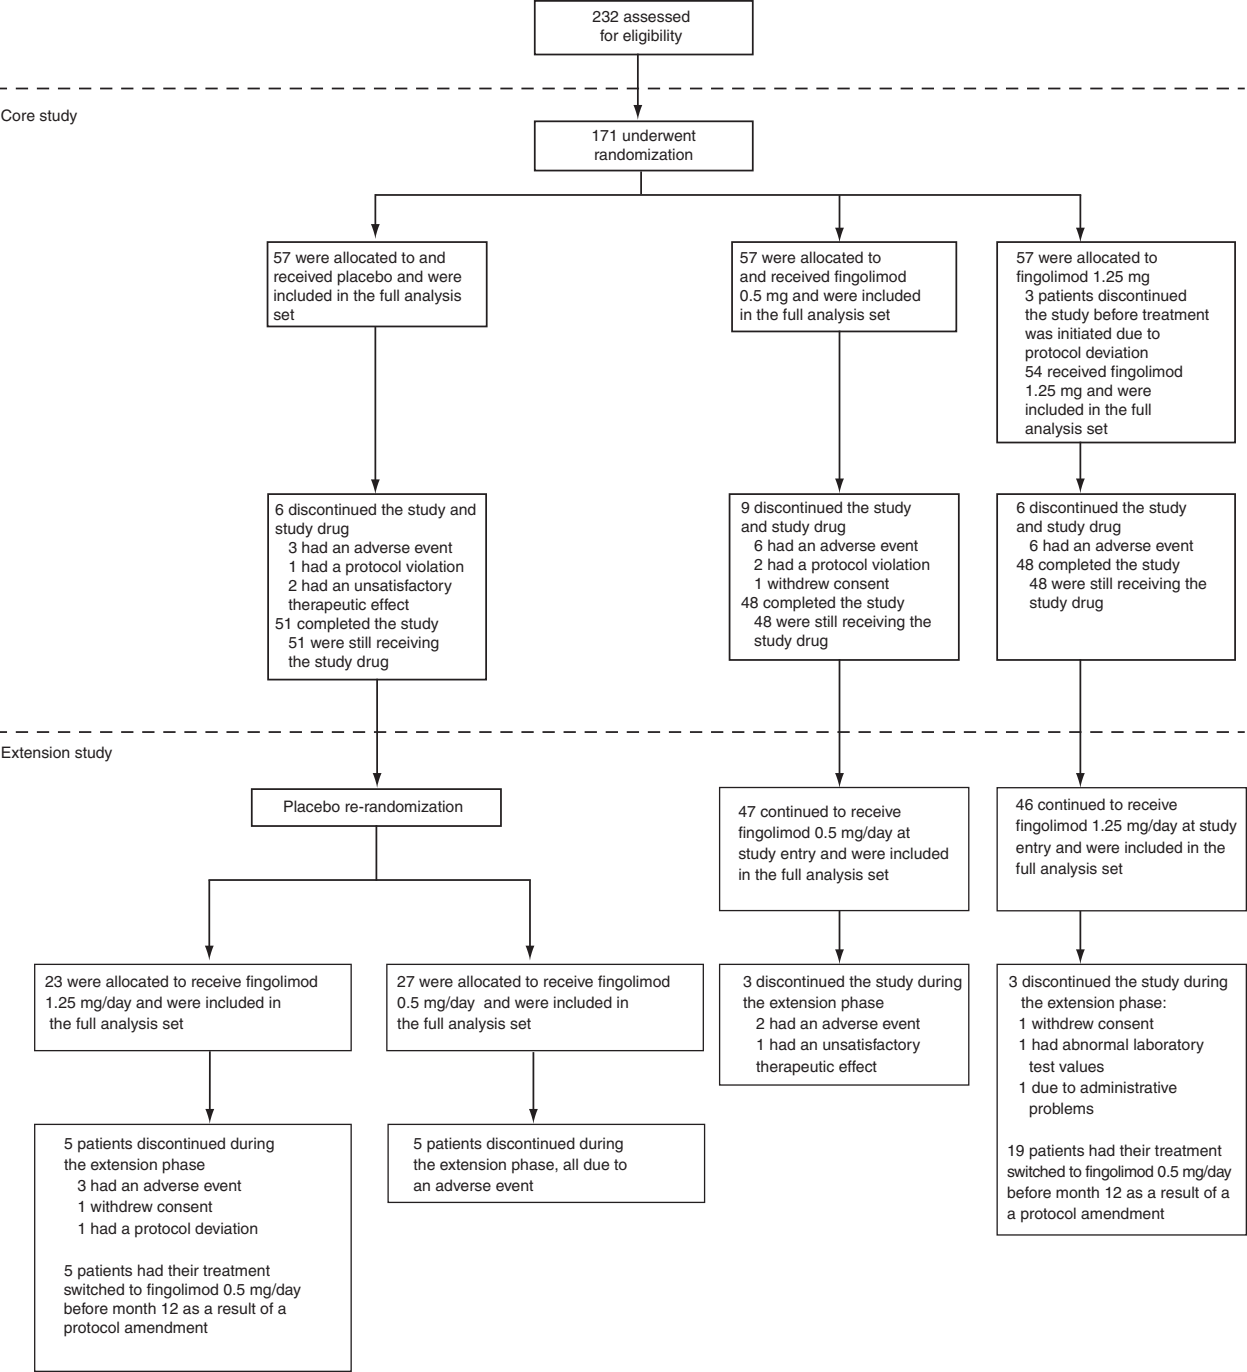 232 assessed
for eligibility
Core study
171 underwent
randomization
57 were allocated to and
received placebo and were
included in the full analysis
set
57 were allocated to
and received fingolimod
0.5 mg and were included
in the full analysis set
57 were allocated to
fingolimod 1.25 mg
3 patients discontinued
the study before treatment
was initiated due to
protocol deviation
54 received fingolimod
1.25 mg and were
included in the full
analysis set
6 discontinued the study and
study drug
3 had an adverse event
1 had a protocol violation
2 had an unsatisfactory
therapeutic effect
51 completed the study
51 were still receiving
the study drug
9 discontinued the study
and study drug
6 had an adverse event
2 had a protocol violation
1 withdrew consent
48 completed the study
48 were still receiving the
study drug
6 discontinued the study
and study drug
6 had an adverse event
48 completed the study
48 were still receiving the
study drug
Extension study
Placebo re-randomization
47 continued to receive
fingolimod 0.5 mg/day at
study entry and were included
in the full analysis set
46 continued to receive
fingolimod 1.25 mg/day at study
entry and were included in the
full analysis set
23 were allocated to receive fingolimod
1.25 mg/day and were included in
the full analysis set
27 were allocated to receive fingolimod
0.5 mg/day and were included in
the full analysis set
3 discontinued the study during
the extension phase
2 had an adverse event
1 had an unsatisfactory
therapeutic effect
3 discontinued the study during
the extension phase:
1 withdrew consent
1 had abnormal laboratory
test values
1 due to administrative
problems
19 patients had their treatment
switched to fingolimod 0.5 mg/day
before month 12 as a result of a
a protocol amendment
5 patients discontinued during
the extension phase
3 had an adverse event
1 withdrew consent
1 had a protocol deviation
5 patients had their treatment
switched to fingolimod 0.5 mg/day
before month 12 as a result of a
protocol amendment
5 patients discontinued during
the extension phase, all due to
an adverse event